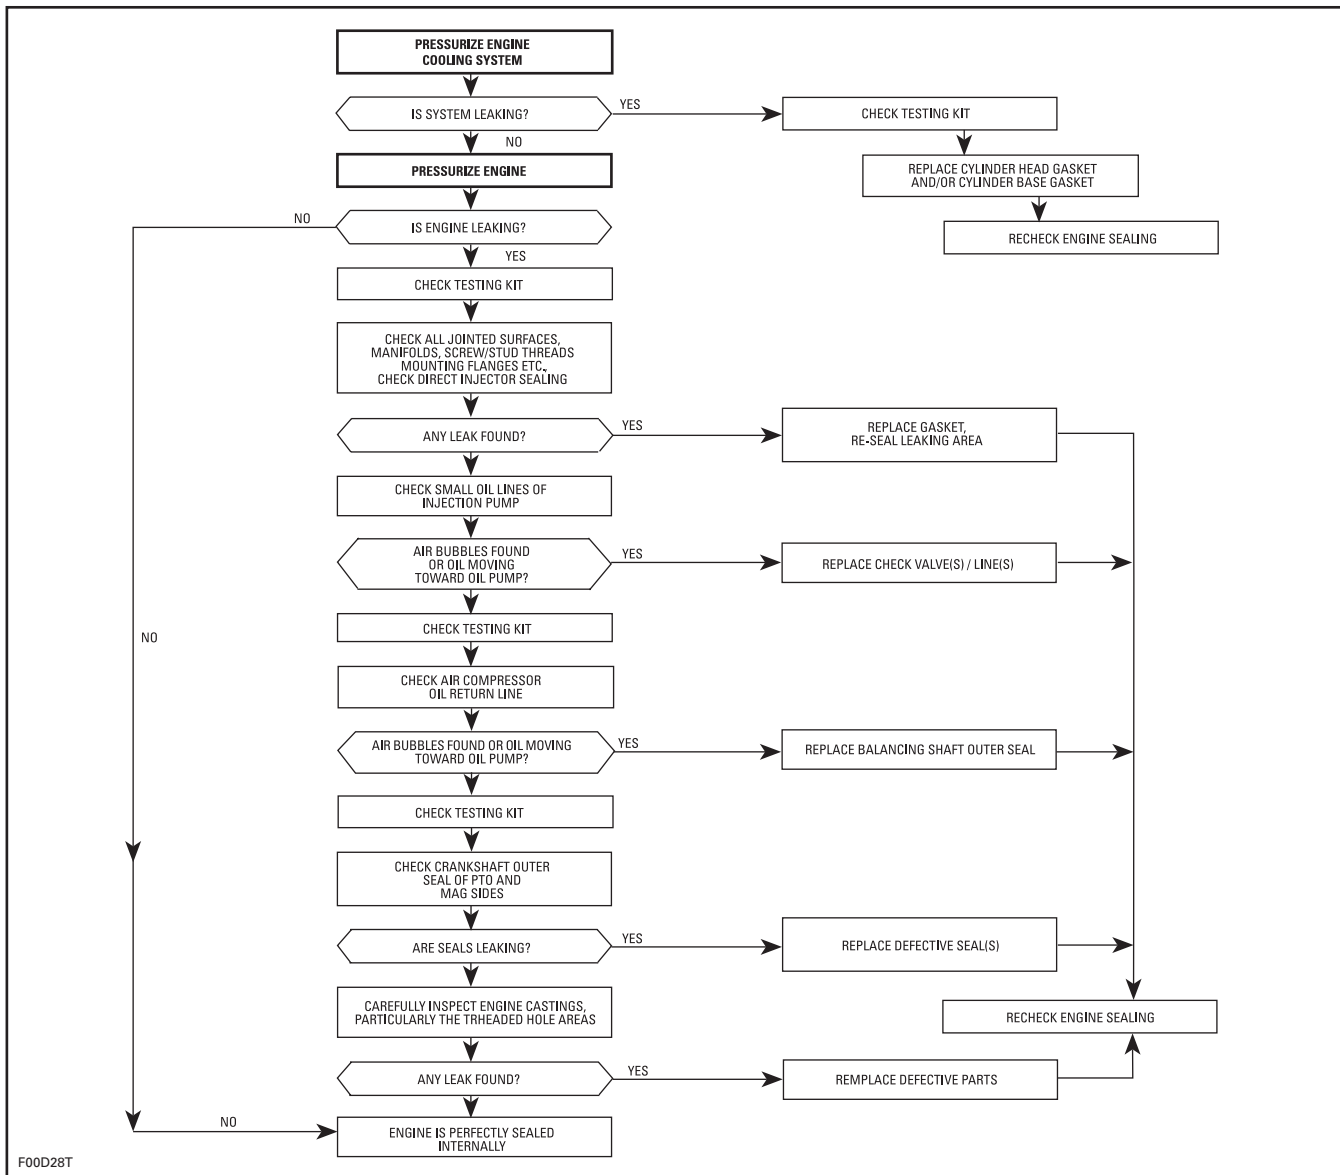 PRESSURIZE ENGINE
COOLING SYSTEM
IS SYSTEM LEAKING?
YES
CHECK TESTING KIT
NO
REPLACE CYLINDER HEAD GASKET
AND/OR CYLINDER BASE GASKET
PRESSURIZE ENGINE
RECHECK ENGINE SEALING
NO
IS ENGINE LEAKING?
YES
CHECK TESTING KIT
CHECK ALL JOINTED SURFACES,
MANIFOLDS, SCREW/STUD THREADS
MOUNTING FLANGES ETC.,
CHECK DIRECT INJECTOR SEALING
ANY LEAK FOUND?
YES
REPLACE GASKET,
RE-SEAL LEAKING AREA
CHECK SMALL OIL LINES OF
INJECTION PUMP
AIR BUBBLES FOUND
OR OIL MOVING
TOWARD OIL PUMP?
YES
REPLACE CHECK VALVE(S) / LINE(S)
CHECK TESTING KIT
NO
CHECK AIR COMPRESSOR
OIL RETURN LINE
AIR BUBBLES FOUND OR OIL MOVING
TOWARD OIL PUMP?
YES
REPLACE BALANCING SHAFT OUTER SEAL
CHECK TESTING KIT
CHECK CRANKSHAFT OUTER
SEAL OF PTO AND
MAG SIDES
ARE SEALS LEAKING?
YES
REPLACE DEFECTIVE SEAL(S)
CAREFULLY INSPECT ENGINE CASTINGS,
PARTICULARLY THE TRHEADED HOLE AREAS
RECHECK ENGINE SEALING
ANY LEAK FOUND?
YES
REMPLACE DEFECTIVE PARTS
NO
ENGINE IS PERFECTLY SEALED
INTERNALLY
F00D28T